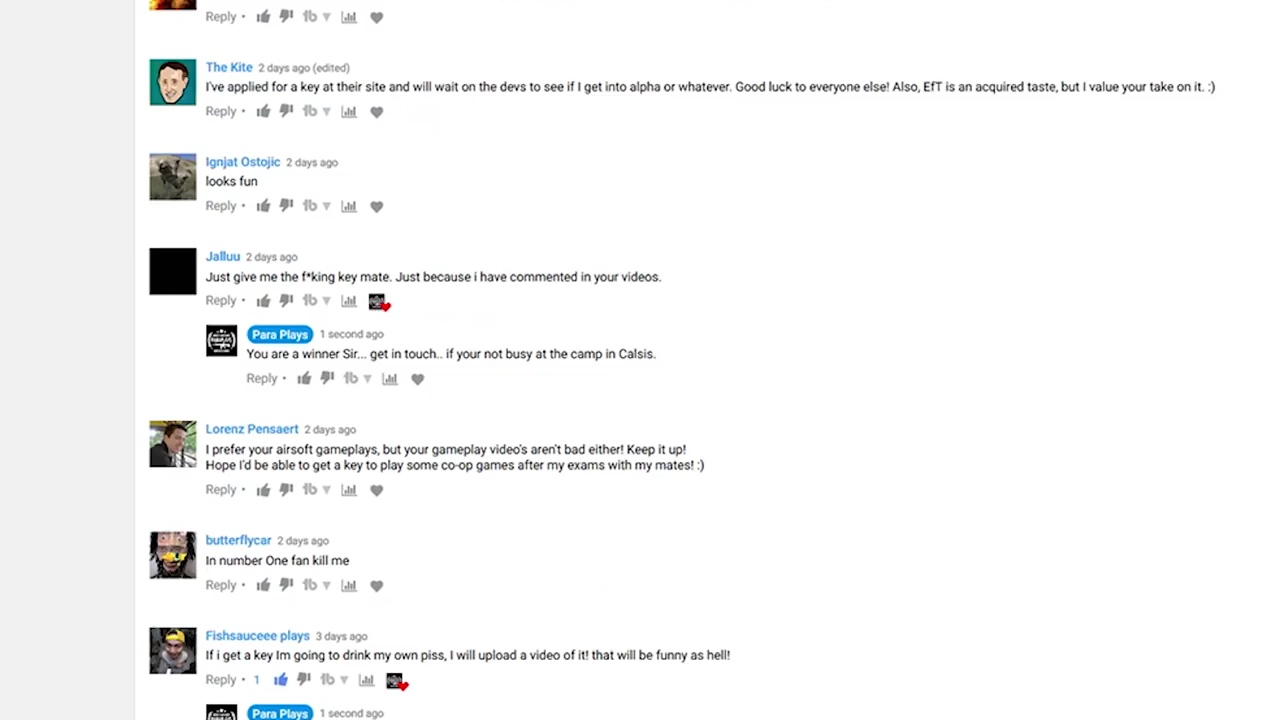 Reply •
The Kite 2 days ago (edited)
I've applied for a key at their site and will wait on the devs to see if I get into alpha or whatever. Good luck to everyone else! Also, EfT is an acquired taste, but I value your take on it. :)
Reply •
Ignjat Ostojic 2 days ago
looks fun
Reply •
Jalluu 2 days ago
Just give me the f*king key mate. Just because i have commented in your videos.
Reply •
Para Plays 1 second ago
You are a winner Sir... get in touch.. if your not busy at the camp in Calsis.
Reply •
Lorenz Pensaert 2 days ago
I prefer your airsoft gameplays, but your gameplay video's aren't bad either! Keep it up!
Hope I'd be able to get a key to play some co-op games after my exams with my mates! :)
Reply •
butterflycar 2 days ago
In number One fan kill me
Reply •
Fishsauceee plays 3 days ago
If i get a key Im going to drink my own piss, I will upload a video of it! that will be funny as hell!
Reply • 1
Para Plays 1 second ago